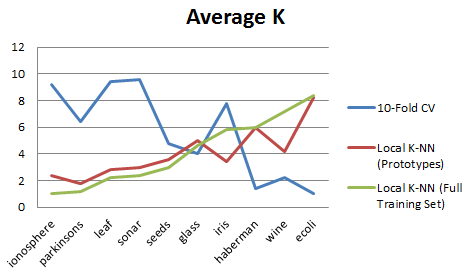 Average K
12
10
8
6
4
2
0
ionosphere
parkinsons
leaf
sonar
seeds
glass
iris
haberman
wine
ecoli
10-Fold CV
Local K-NN
(Prototypes)
Local K-NN (Full
Training Set)